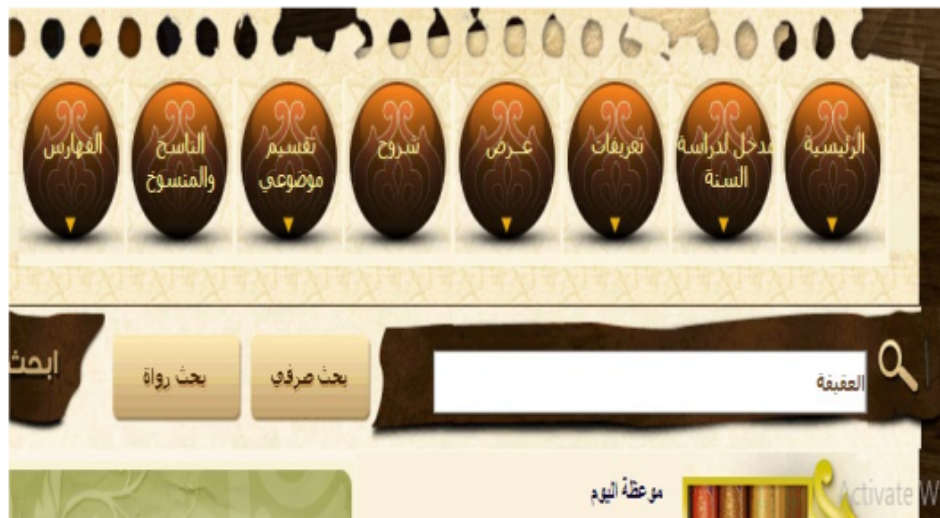 الرئيسية
مدخل لدراسة
السنة
تعريفات
عـرض
شروح
تقسيم
موضوعي
الناسخ
والمنسوخ
الفهارس
العقيقة
بحث صرفي
بحث رواة
ابحث
موعظة اليوم
Activate W